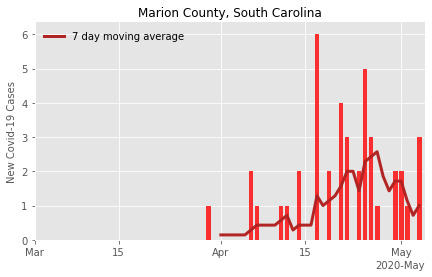 Marion County, South Carolina
7 day moving average
New Covid-19 Cases
6
5
4
3
2
1
0
Mar
15
Apr
15
May
2020-May